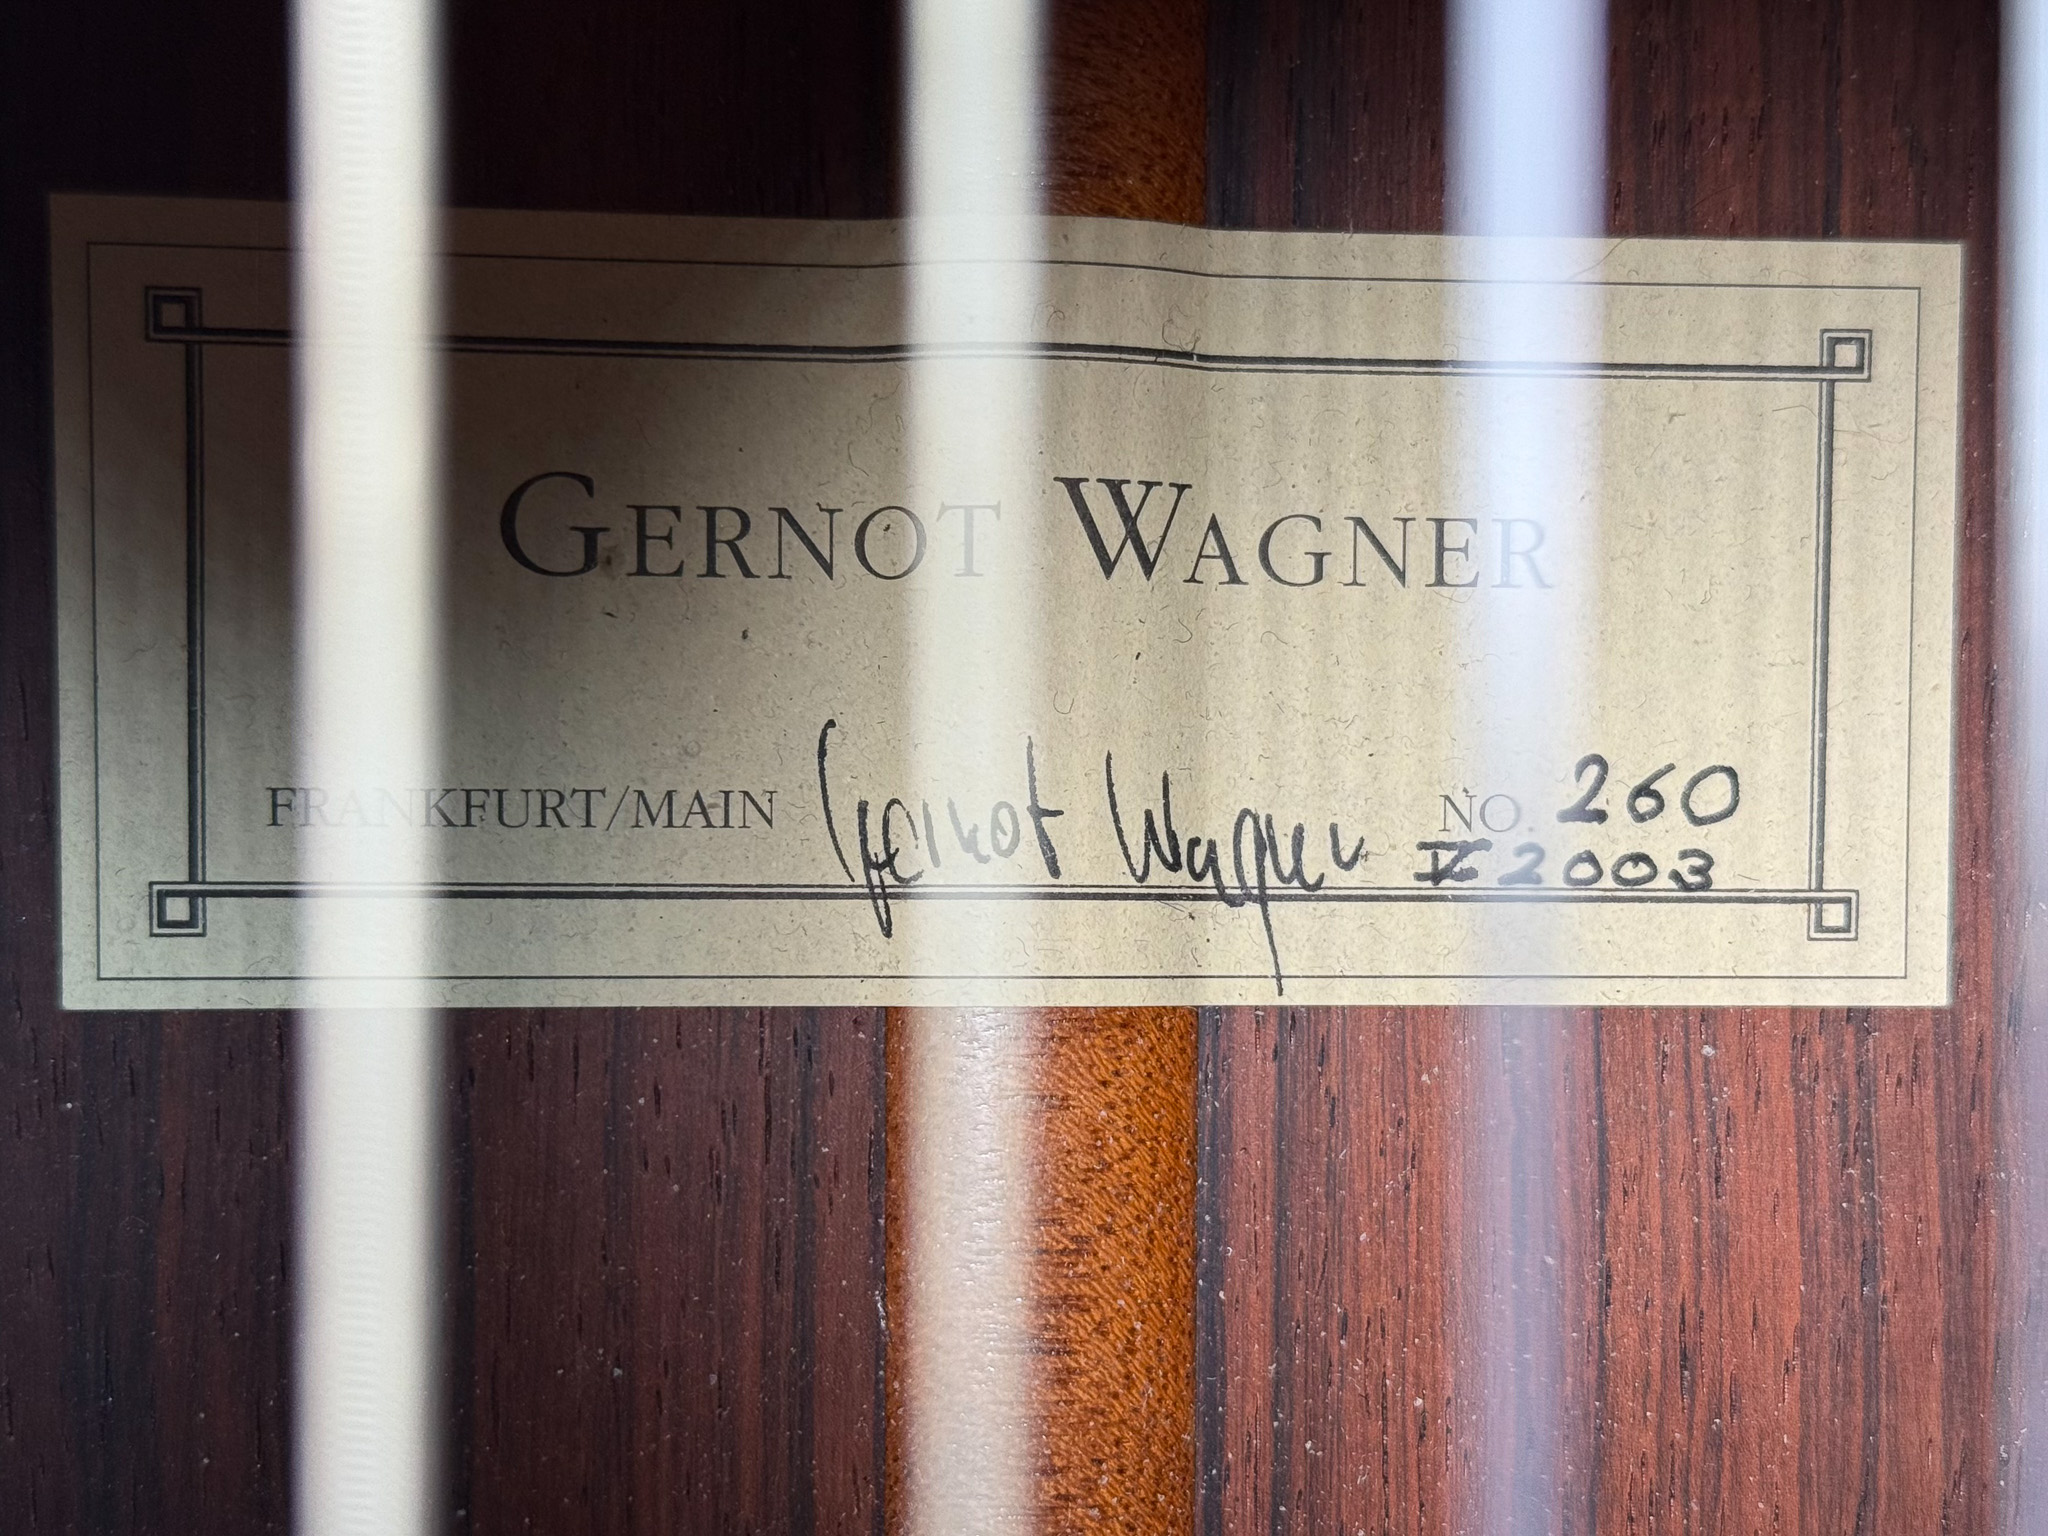 GERNOT WAGNER
FRANKFURT/MAIN Gernot Wagner NO. 260
2003